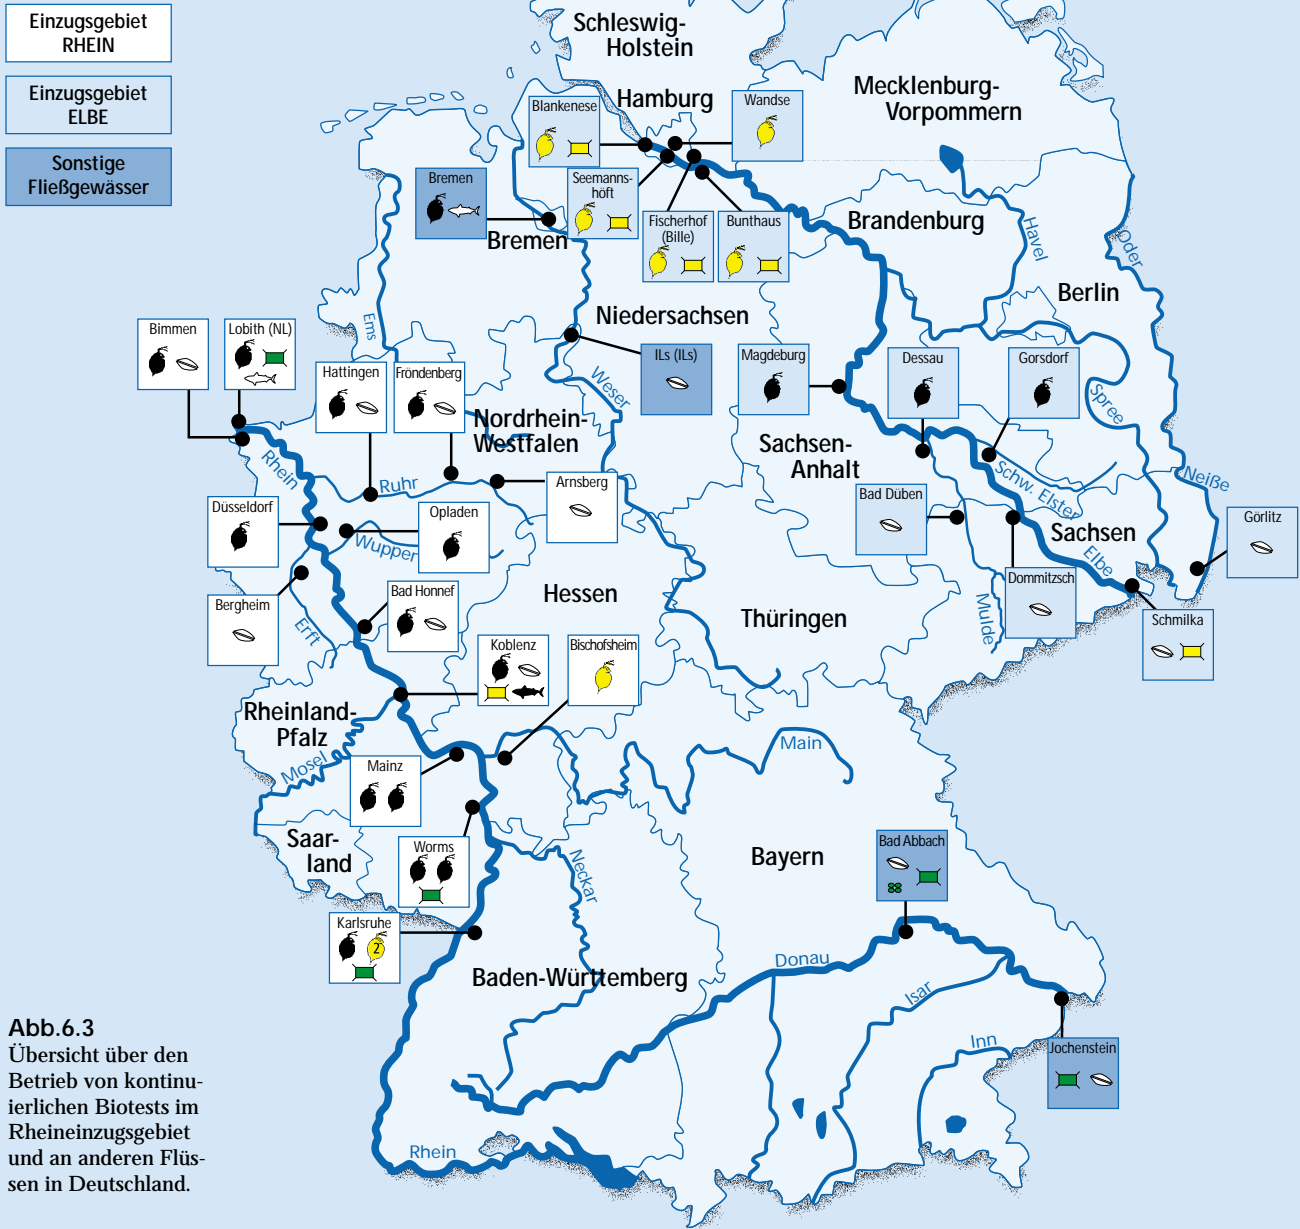 Einzugsgebiet
RHEIN
Einzugsgebiet
ELBE
Sonstige
Fließgewässer
Schleswig-
Holstein
Hamburg
Mecklenburg-
Vorpommern
Blankenese
Wandse
Bremen
Seemanns-
höft
Fischerhof
(Bille)
Bunthaus
Bremen
Brandenburg
Havel
Oder
Berlin
Niedersachsen
Ems
Bimmen
Lobith (NL)
Hattingen
Fröndenberg
ILs (ILs)
Magdeburg
Dessau
Gorsdorf
Weser
Spree
Nordrhein-
Westfalen
Sachsen-
Anhalt
Rhein
Ruhr
Arnsberg
Schw. Elster
Neiße
Düsseldorf
Opladen
Wupper
Bad Düben
Sachsen
Görlitz
Elbe
Bergheim
Erft
Bad Honnef
Hessen
Thüringen
Mulde
Dommitzsch
Schmilka
Koblenz
Bischofsheim
Rheinland-
Pfalz
Mosel
Main
Mainz
Saar-
land
Worms
Neckar
Bayern
Bad Abbach
Karlsruhe
2
Baden-Württemberg
Donau
Isar
Inn
Jochenstein
Rhein
Abb.6.3
Übersicht über den
Betrieb von kontinu-
ierlichen Biotests im
Rheineinzugsgebiet
und an anderen Flüs-
sen in Deutschland.